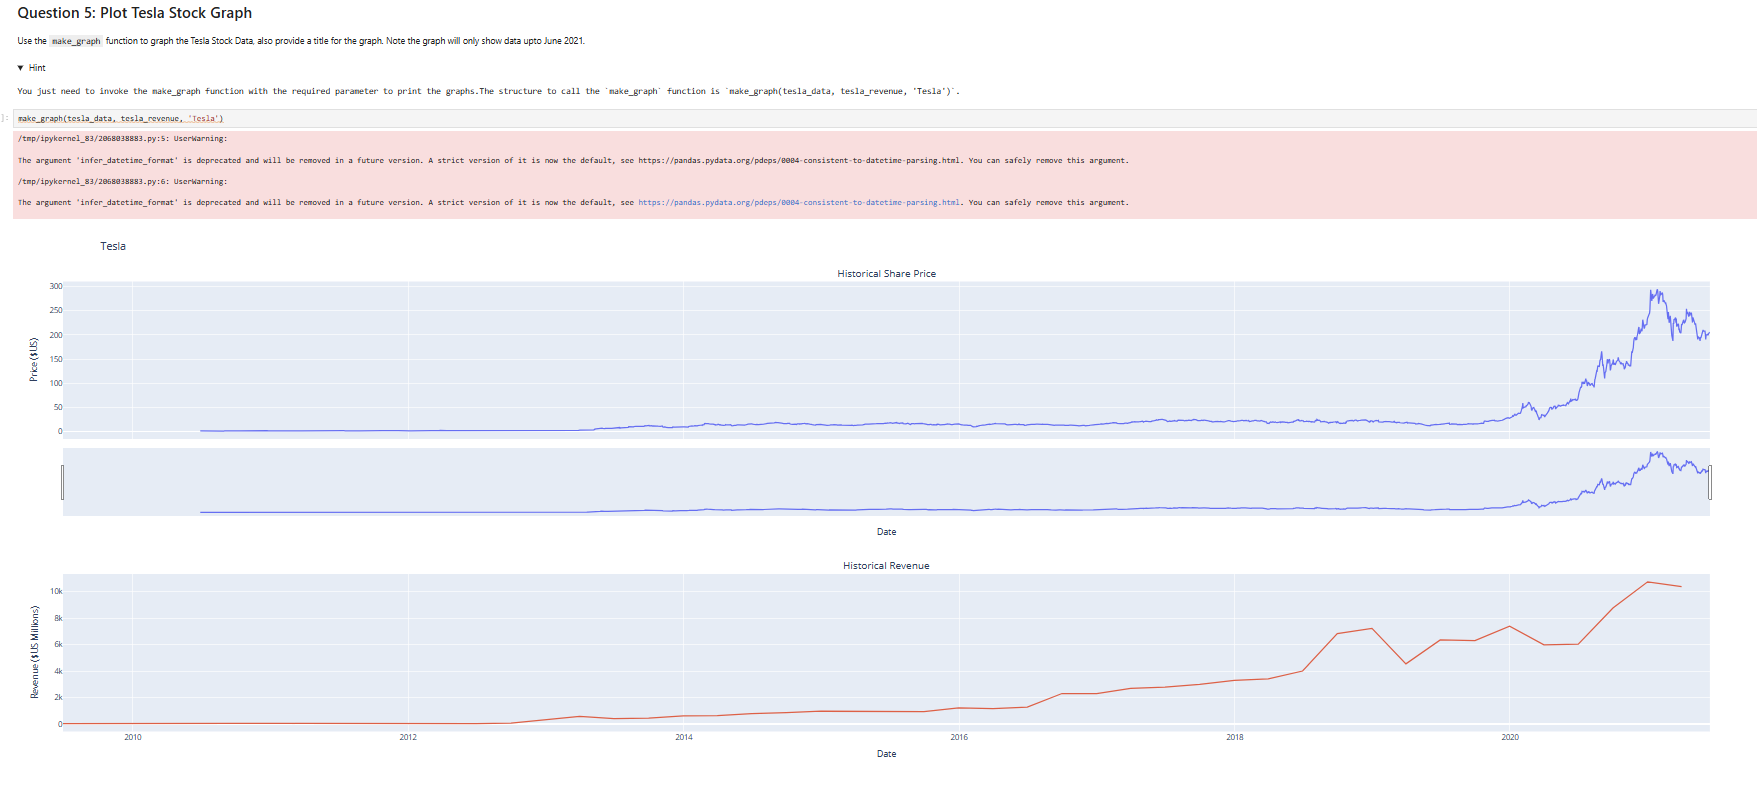 Question 5: Plot Tesla Stock Graph
Use the make_graph function to graph the Tesla Stock Data, also provide a title for the graph. Note the graph will only show data upto June 2021.
▼ Hint
You just need to invoke the make_graph function with the required parameter to print the graphs.The structure to call the `make_graph` function is `make_graph(tesla_data, tesla_revenue, 'Tesla')`.
]: make_graph(tesla_data, tesla_revenue, 'Tesla')
/tmp/ipykernel_83/2068038883.py:5: UserWarning:
The argument 'infer_datetime_format' is deprecated and will be removed in a future version. A strict version of it is now the default, see https://pandas.pydata.org/pdeps/0004-consistent-to-datetime-parsing.html. You can safely remove this argument.
/tmp/ipykernel_83/2068038883.py:6: UserWarning:
The argument 'infer_datetime_format' is deprecated and will be removed in a future version. A strict version of it is now the default, see https://pandas.pydata.org/pdeps/0004-consistent-to-datetime-parsing.html. You can safely remove this argument.
Tesla
Historical Share Price
Price ($US)
300
250
200
150
100
50
0
Date
Historical Revenue
Revenue ($US Millions)
10k
8k
6k
4k
2k
0
2010 2012 2014 2016 2018 2020
Date